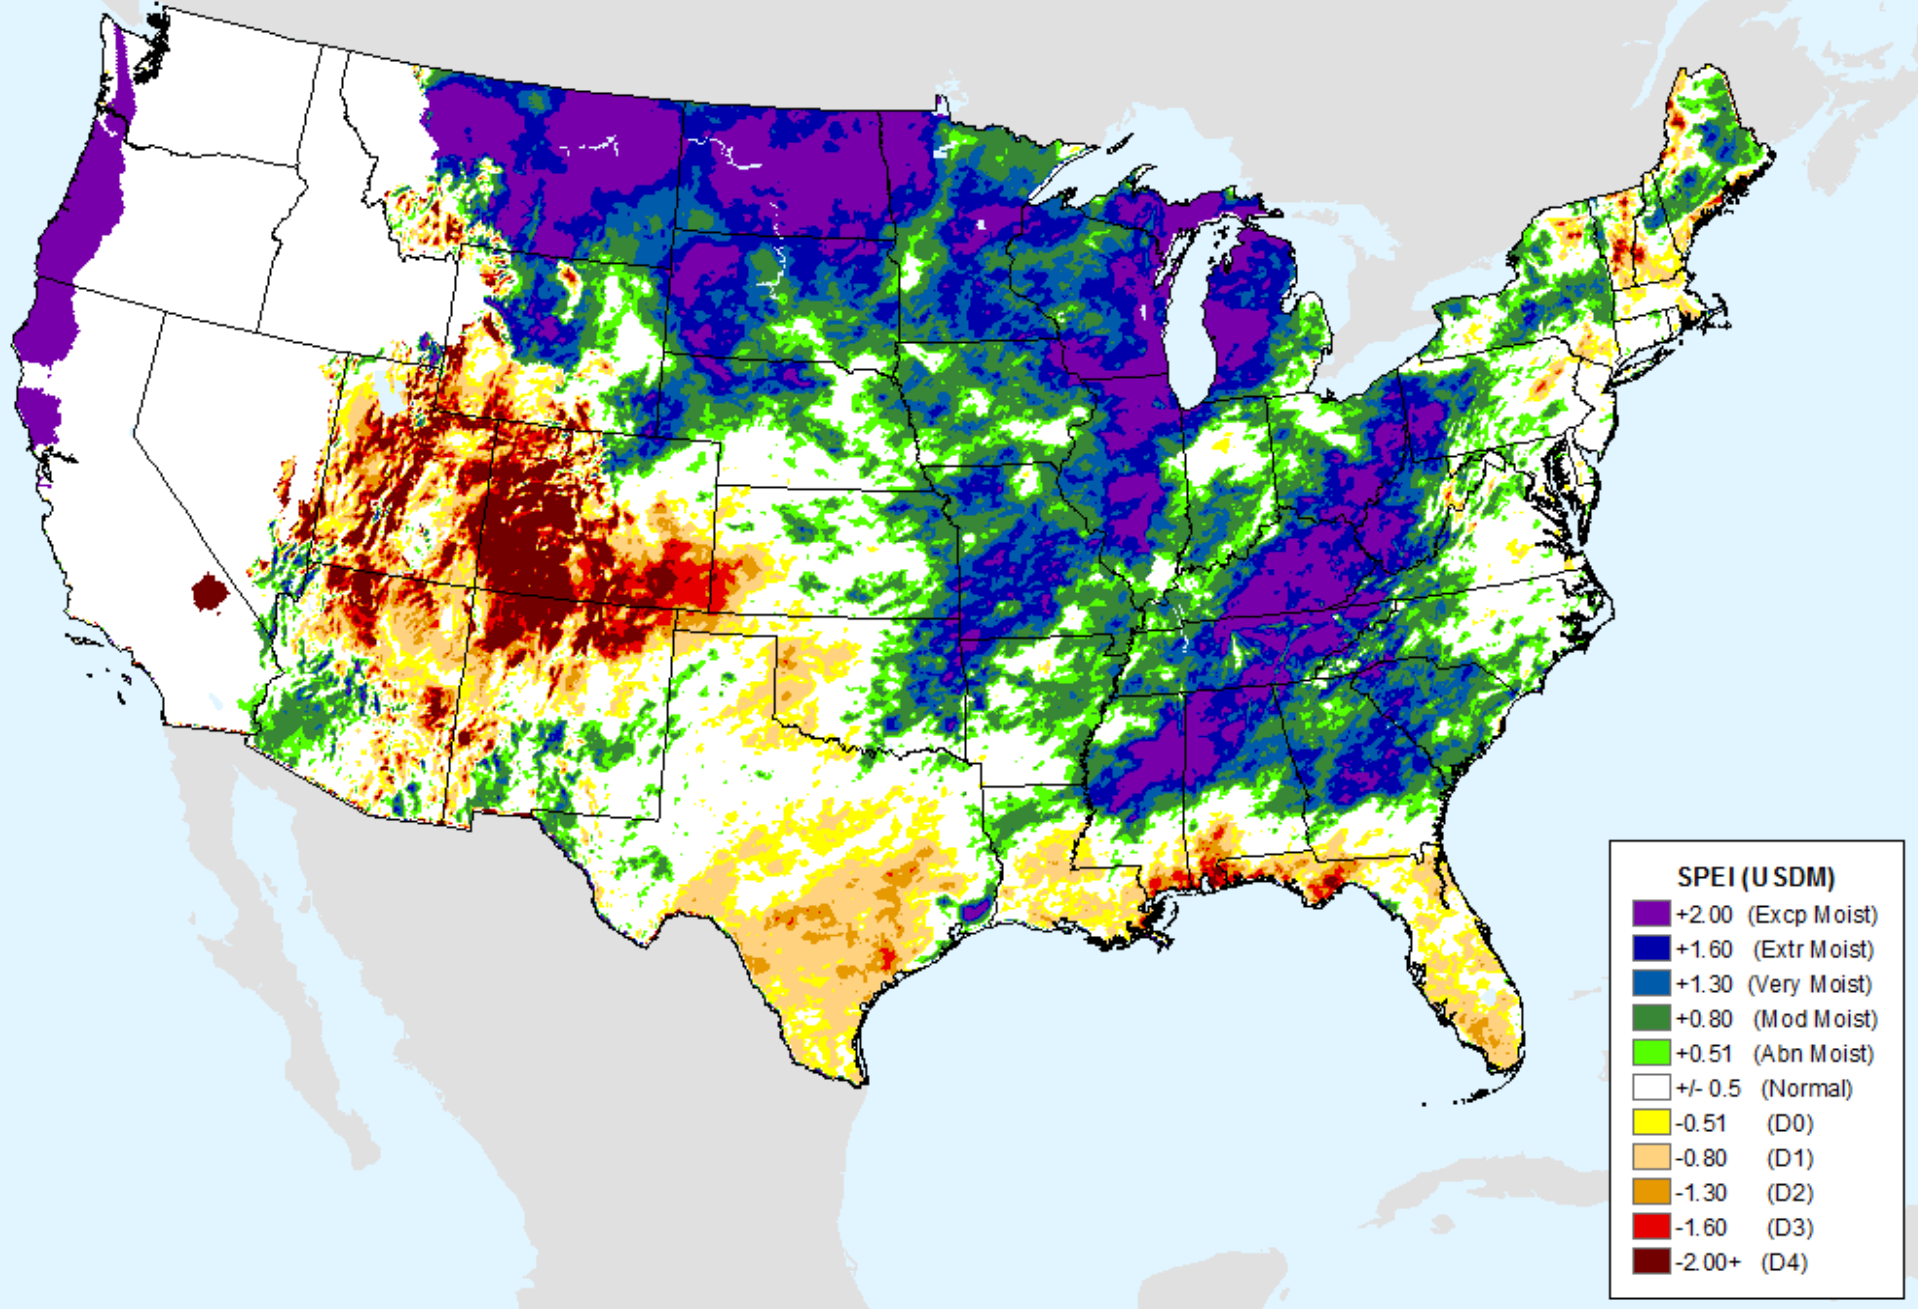 SPEI (USDM)
+2.00 (Excp Moist)
+1.60 (Extr Moist)
+1.30 (Very Moist)
+0.80 (Mod Moist)
+0.51 (Abn Moist)
+/- 0.5 (Normal)
-0.51 (D0)
-0.80 (D1)
-1.30 (D2)
-1.60 (D3)
-2.00+ (D4)